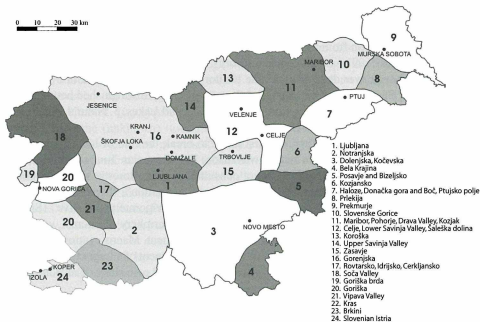 0 10 20 30 km
9
MURSKA SOBOTA
10
MARIBOR
13
11
8
PTUJ
JESENICE
14
7
VELENJE
KRANJ
16
12
18
ŠKOFJA LOKA
KAMNIK
CELJE
DOMŽALE
TRBOVLJE
6
19
20
LJUBLJANA
15
NOVA GORICA
17
1
5
21
20
2
3
NOVO MESTO
KOPER
IZOLA
24
23
4
1. Ljubljana
2. Notranjska
3. Dolenjska, Kočevska
4. Bela Krajina
5. Posavje and Bizeljsko
6. Kozjansko
7. Haloze, Donačka gora and Boč, Ptujsko polje
8. Prlekija
9. Prekmurje
10. Slovenske Gorice
11. Maribor, Pohorje, Drava Valley, Kozjak
12. Celje, Lower Savinja Valley, Šaleška dolina
13. Koroška
14. Upper Savinja Valley
15. Zasavje
16. Gorenjska
17. Rovtarsko, Idrijsko, Cerkljansko
18. Soča Valley
19. Goriška brda
20. Goriška
21. Vipava Valley
22. Kras
23. Brkini
24. Slovenian Istria